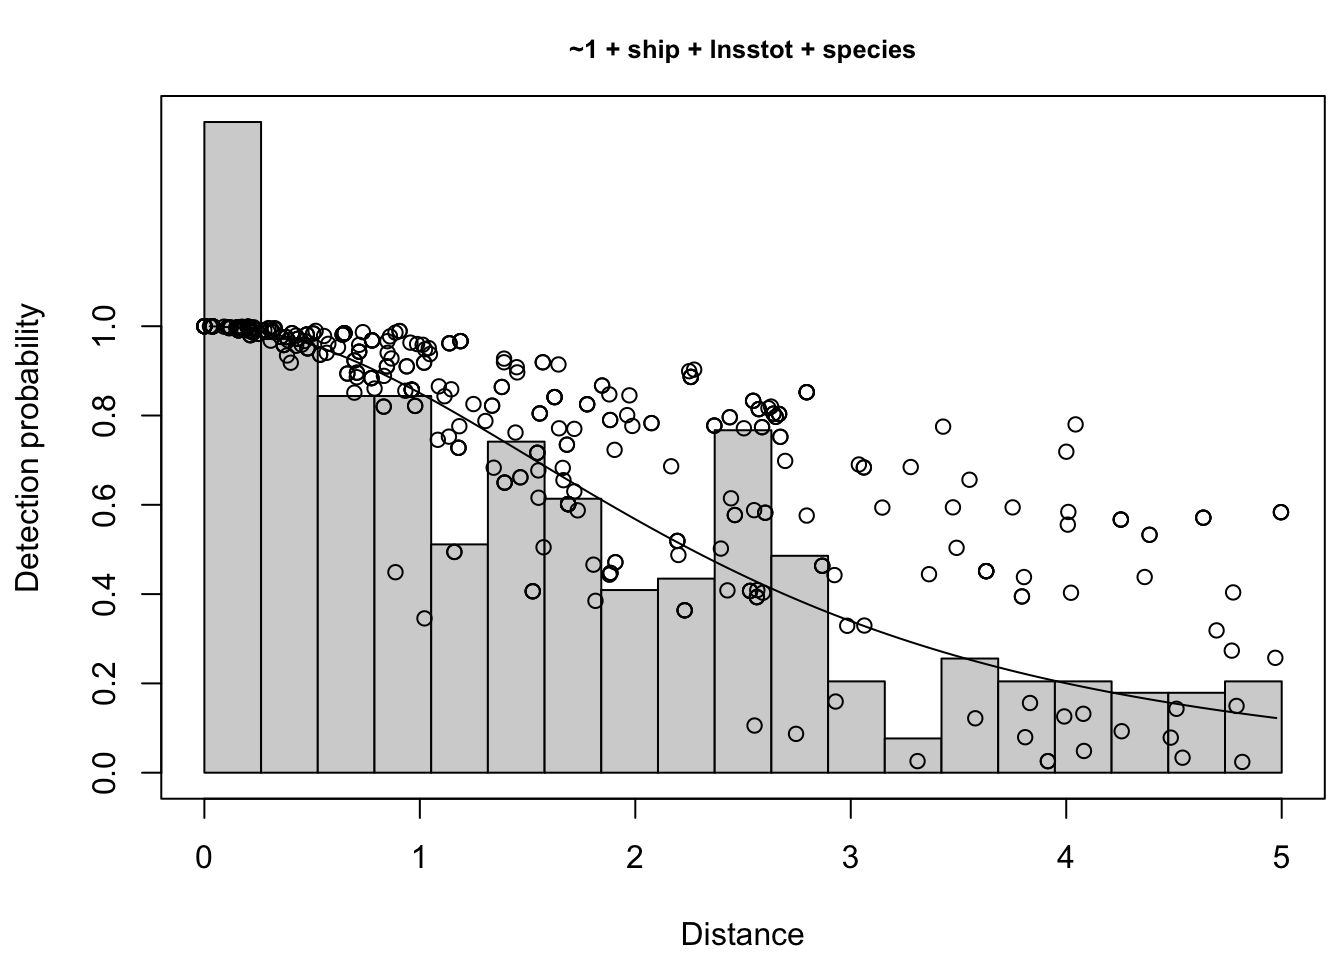 ~1 + ship + lnsstot + species
Detection probability
1.0
0.8
0.6
0.4
0.2
0.0
0 1 2 3 4 5
Distance